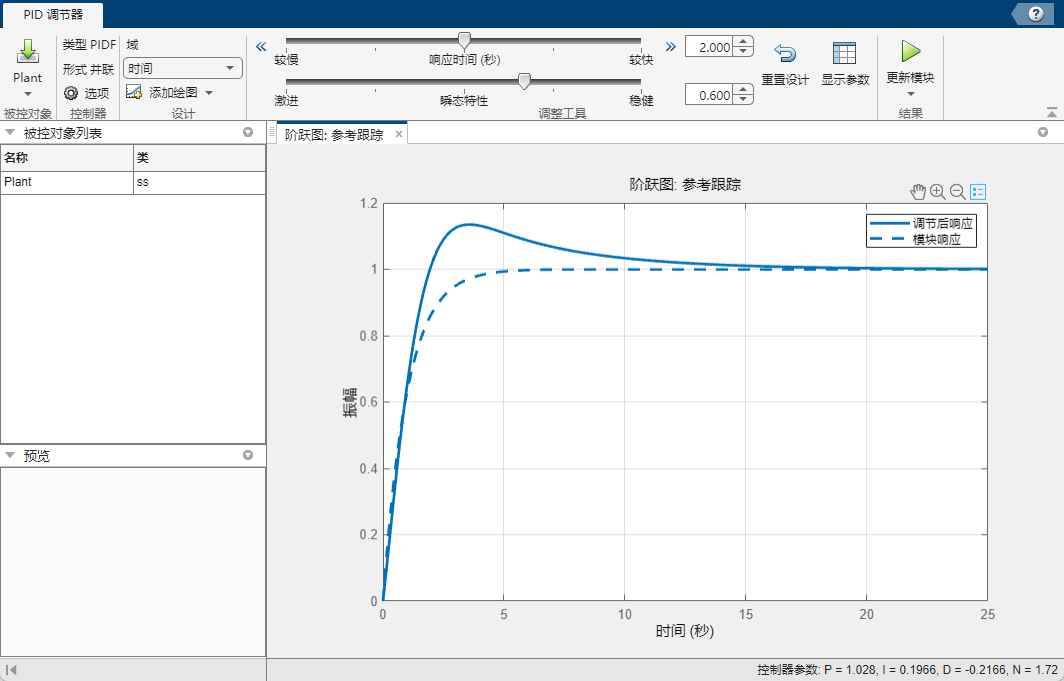 PID 调节器
?
Plant
被控对象
类型 PIDF
形式 并联
选项
控制器
域
时间
添加绘图
设计
«
较慢
响应时间 (秒)
较快
»
2.000
激进
瞬态特性
稳健
0.600
调整工具
重置设计
显示参数
更新模块
结果
被控对象列表
名称
类
Plant
ss
预览
阶跃图: 参考跟踪 ×
阶跃图: 参考跟踪
调节后响应
模块响应
振幅
1.2
1
0.8
0.6
0.4
0.2
0
0 5 10 15 20 25
时间 (秒)
控制器参数: P = 1.028, I = 0.1966, D = -0.2166, N = 1.72